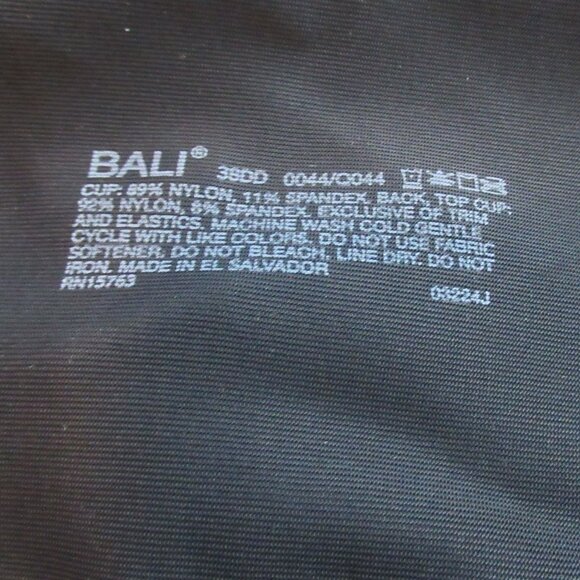 BALI® 38DD 0044/Q044
CUP: 89% NYLON, 11% SPANDEX, BACK, TOP CUP:
92% NYLON, 8% SPANDEX, EXCLUSIVE OF TRIM
AND ELASTICS, MACHINE WASH COLD GENTLE
CYCLE WITH LIKE COLORS. DO NOT USE FABRIC
SOFTENER. DO NOT BLEACH. LINE DRY. DO NOT
IRON. MADE IN EL SALVADOR
RN15763 03224J